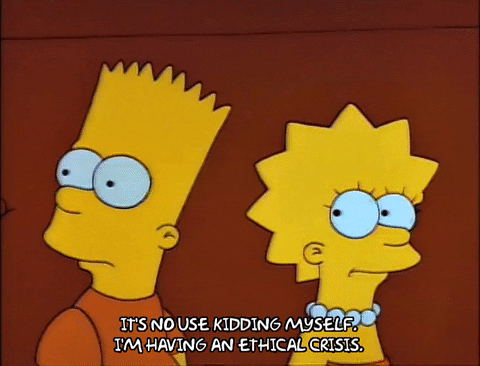 IT'S NO USE KIDDING MYSELF.
I'M HAVING AN ETHICAL CRISIS.